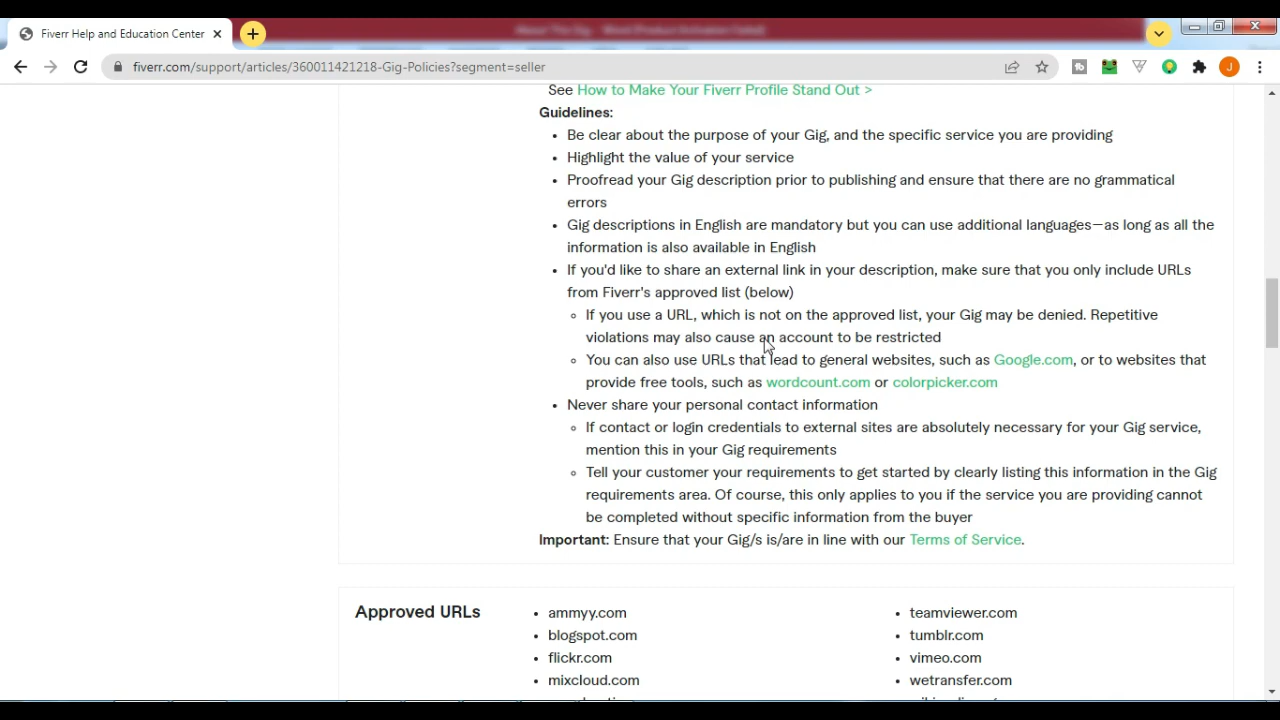 Fiverr Help and Education Center
fiverr.com/support/articles/360011421218-Gig-Policies?segment=seller
J
See How to Make Your Fiverr Profile Stand Out >
Guidelines:
• Be clear about the purpose of your Gig, and the specific service you are providing
• Highlight the value of your service
• Proofread your Gig description prior to publishing and ensure that there are no grammatical
errors
• Gig descriptions in English are mandatory but you can use additional languages—as long as all the
information is also available in English
• If you'd like to share an external link in your description, make sure that you only include URLs
from Fiverr's approved list (below)
◦ If you use a URL, which is not on the approved list, your Gig may be denied. Repetitive
violations may also cause an account to be restricted
◦ You can also use URLs that lead to general websites, such as Google.com, or to websites that
provide free tools, such as wordcount.com or colorpicker.com
• Never share your personal contact information
◦ If contact or login credentials to external sites are absolutely necessary for your Gig service,
mention this in your Gig requirements
◦ Tell your customer your requirements to get started by clearly listing this information in the Gig
requirements area. Of course, this only applies to you if the service you are providing cannot
be completed without specific information from the buyer
Important: Ensure that your Gig/s is/are in line with our Terms of Service.
Approved URLs
• ammyy.com
• blogspot.com
• flickr.com
• mixcloud.com
• teamviewer.com
• tumblr.com
• vimeo.com
• wetransfer.com